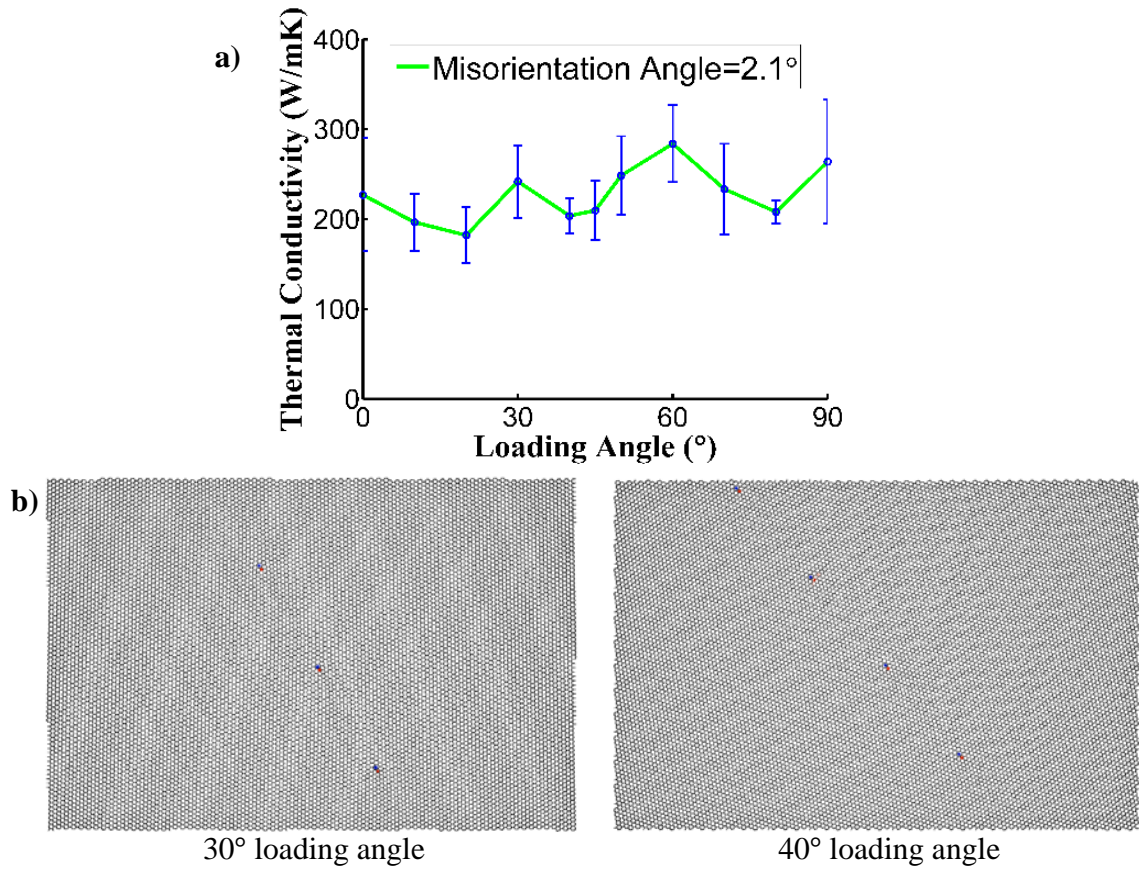 a)
400
300
200
100
0
Thermal Conductivity (W/mK)
Misorientation Angle=2.1°
0 30 60 90
Loading Angle (°)
b)
30° loading angle
40° loading angle